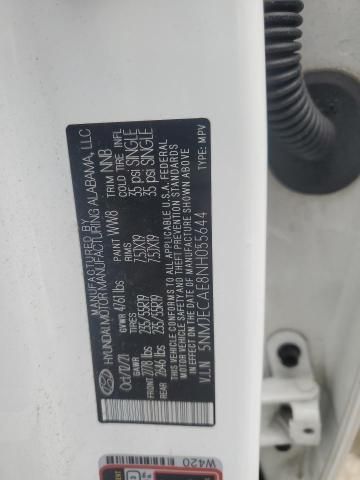 MANUFACTURED BY
HYUNDAI MOTOR MANUFACTURING ALABAMA, LLC
Oct/12/21 PAINT WW8 TRIM NNB
GVWR 4761 lbs TIRES RIMS COLD TIRE INFL
FRONT 2778 lbs 235/55R19 7.5JX19 35 psi SINGLE
REAR 2646 lbs 235/55R19 7.5JX19 35 psi SINGLE
THIS VEHICLE CONFORMS TO ALL APPLICABLE FEDERAL
MOTOR VEHICLE SAFETY, BUMPER, AND THEFT PREVENTION STANDARDS
IN EFFECT ON THE DATE OF MANUFACTURE SHOWN ABOVE
V.I.N. 5NMJECAE8NH055644 TYPE: MPV
W420